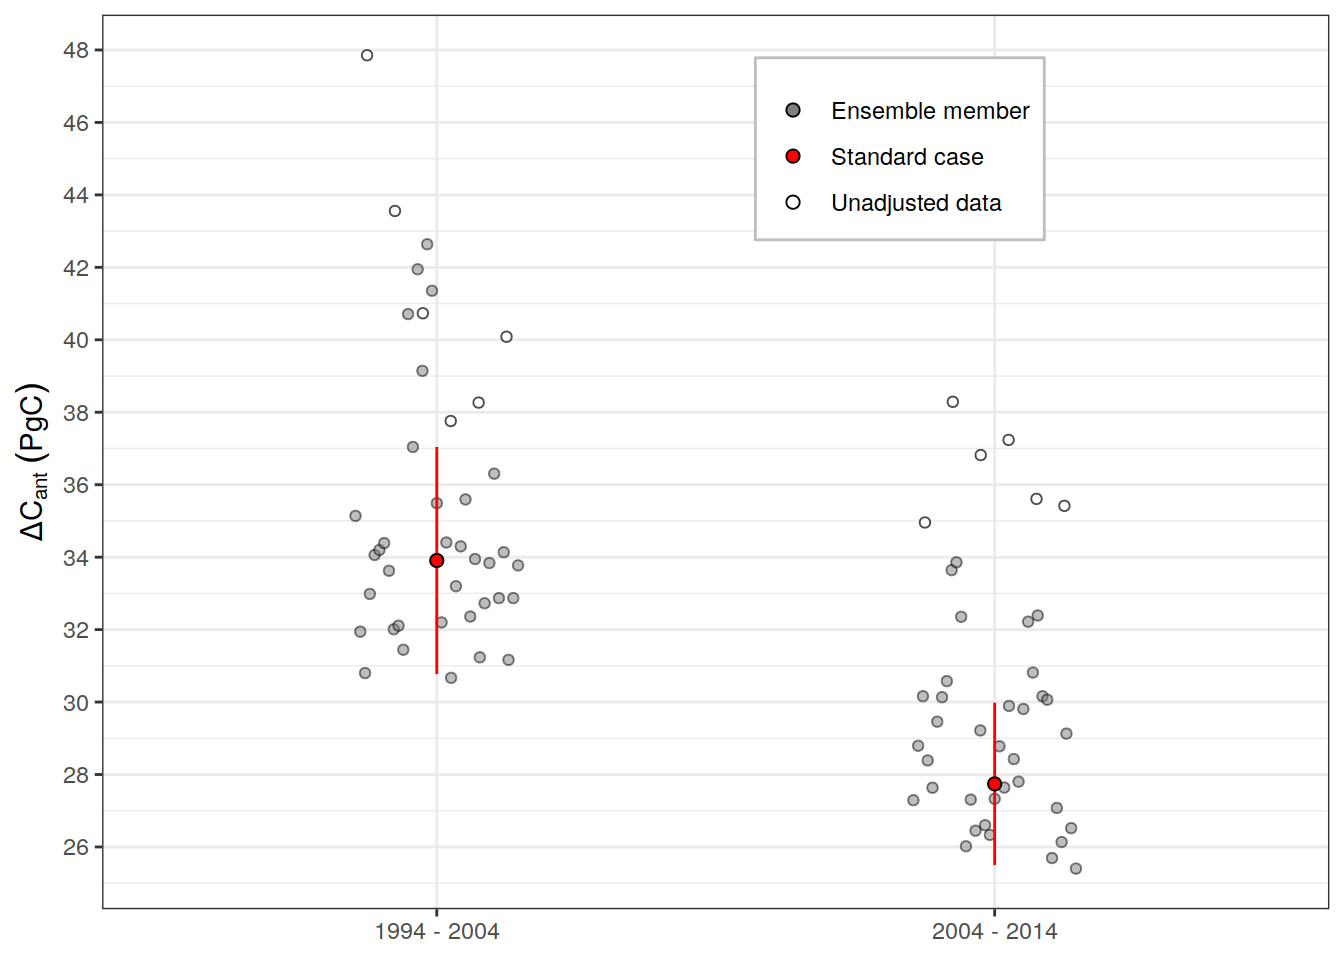 48
46
44
42
40
38
36
34
32
30
28
26
ΔCant (PgC)
Ensemble member
Standard case
Unadjusted data
1994 - 2004
2004 - 2014